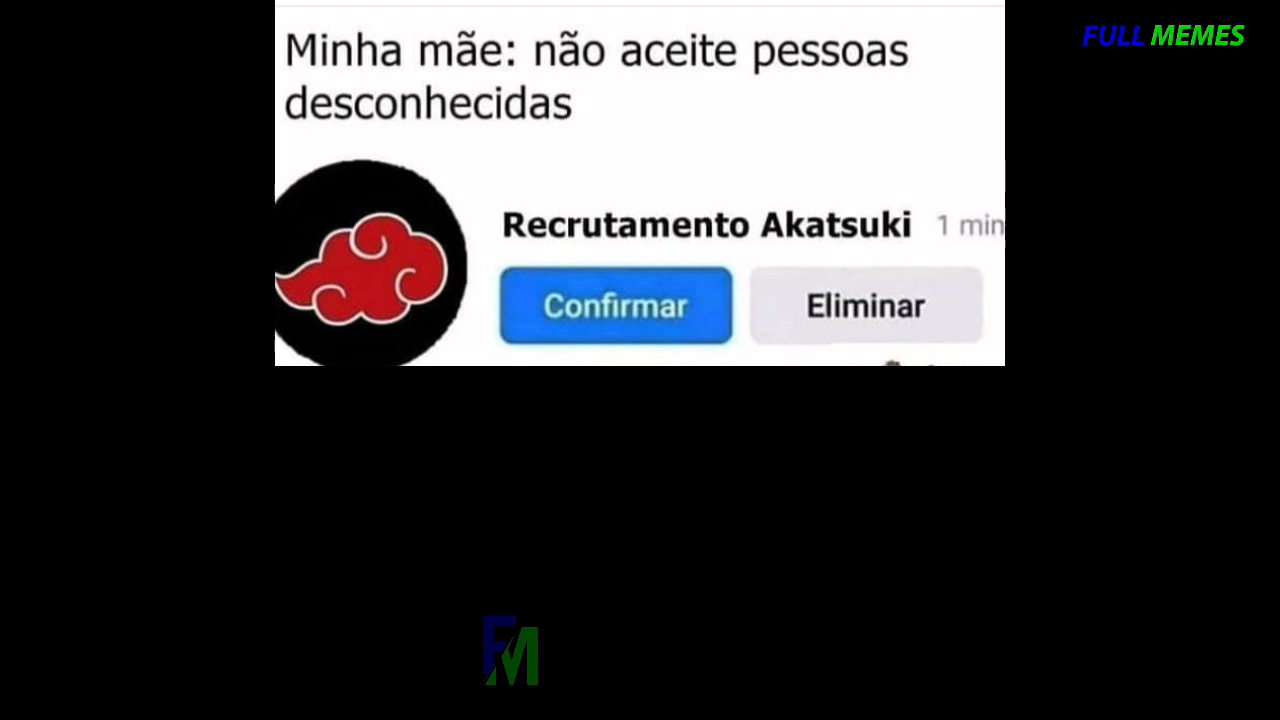 FULL MEMES
Minha mãe: não aceite pessoas
desconhecidas
Recrutamento Akatsuki 1 min
Confirmar Eliminar
FM